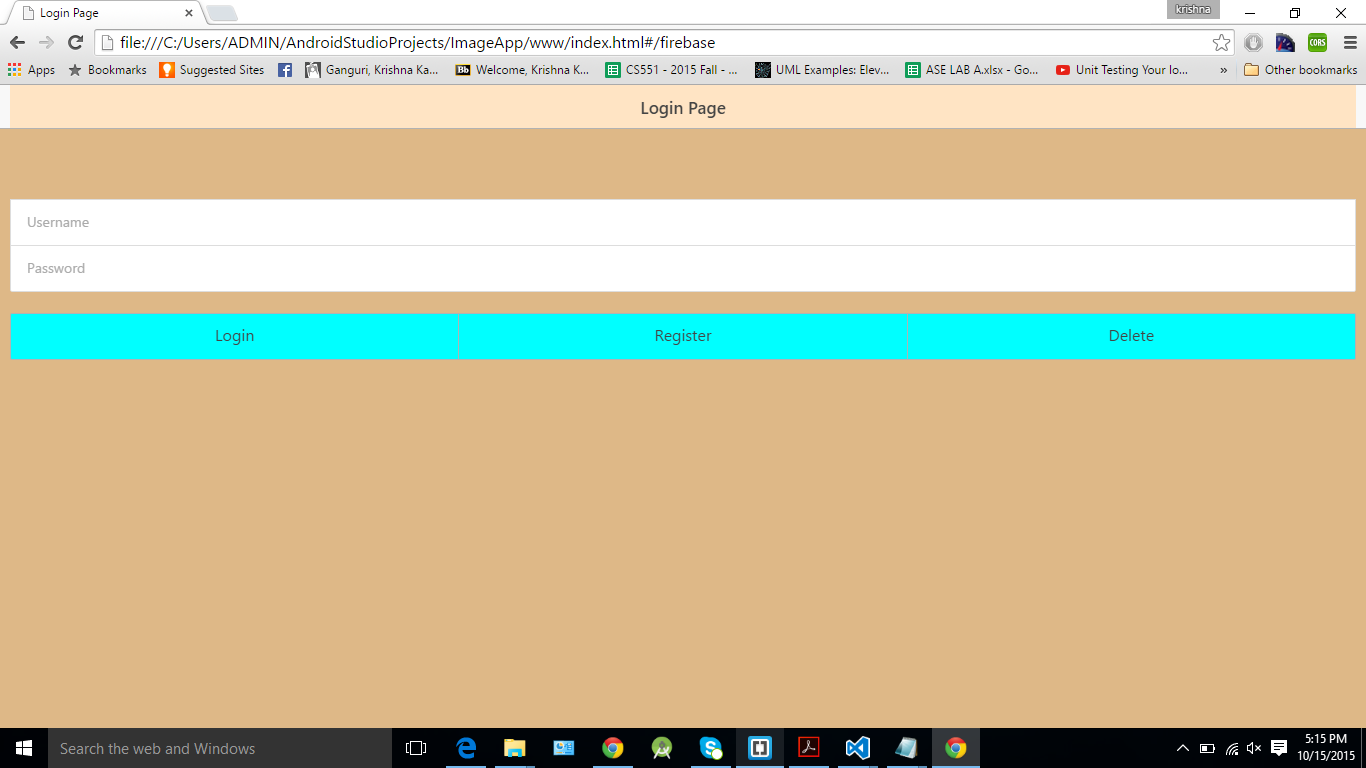 Login Page
krishna
file:///C:/Users/ADMIN/AndroidStudioProjects/ImageApp/www/index.html#/firebase
CORS
Apps Bookmarks Suggested Sites Ganguri, Krishna Ka... Bb Welcome, Krishna K... CS551 - 2015 Fall - ... UML Examples: Elev... ASE LAB A.xlsx - Go... Unit Testing Your Io... » Other bookmarks
Login Page
Username
Password
Login Register Delete
Search the web and Windows
5:15 PM
10/15/2015